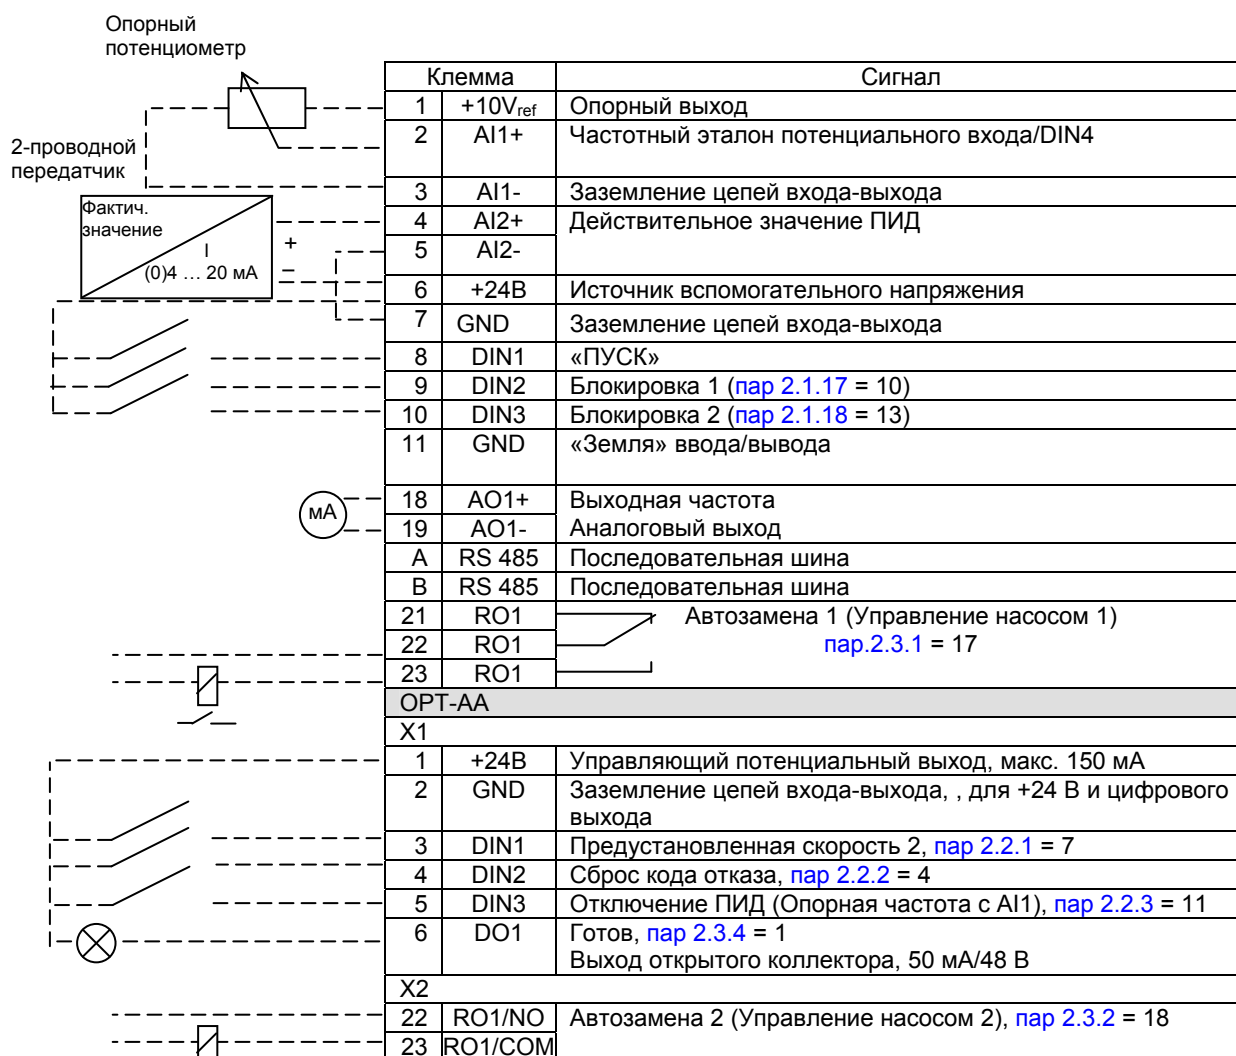 Опорный
потенциометр
Клемма Сигнал
1 +10Vref Опорный выход
2 AI1+ Частотный эталон потенциального входа/DIN4
2-проводной
передатчик
3 AI1- Заземление цепей входа-выхода
Фактич.
значение
I
(0)4 … 20 мА
+
–
4 AI2+ Действительное значение ПИД
5 AI2-
6 +24В Источник вспомогательного напряжения
7 GND Заземление цепей входа-выхода
8 DIN1 «ПУСК»
9 DIN2 Блокировка 1 (пар 2.1.17 = 10)
10 DIN3 Блокировка 2 (пар 2.1.18 = 13)
11 GND «Земля» ввода/вывода
мА
18 AO1+ Выходная частота
19 AO1- Аналоговый выход
A RS 485 Последовательная шина
B RS 485 Последовательная шина
21 RO1 Автозамена 1 (Управление насосом 1)
22 RO1 пар.2.3.1 = 17
23 RO1
OPT-AA
X1
1 +24В Управляющий потенциальный выход, макс. 150 мА
2 GND Заземление цепей входа-выхода, , для +24 В и цифрового
выхода
3 DIN1 Предустановленная скорость 2, пар 2.2.1 = 7
4 DIN2 Сброс кода отказа, пар 2.2.2 = 4
5 DIN3 Отключение ПИД (Опорная частота с AI1), пар 2.2.3 = 11
6 DO1 Готов, пар 2.3.4 = 1
Выход открытого коллектора, 50 мА/48 В
X2
22 RO1/NO Автозамена 2 (Управление насосом 2), пар 2.3.2 = 18
23 RO1/COM